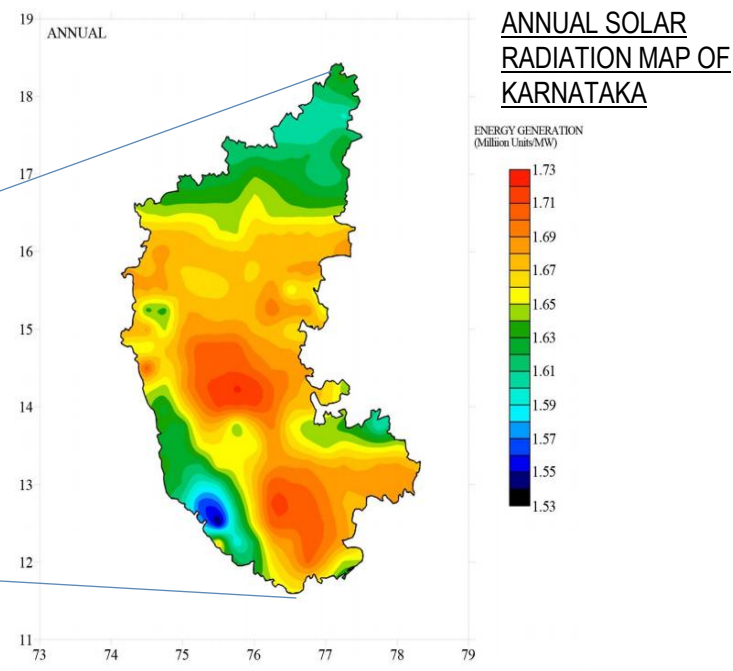 ANNUAL SOLAR
RADIATION MAP OF
KARNATAKA
ANNUAL
ENERGY GENERATION
(Milliion Units/MW)
1.73
1.71
1.69
1.67
1.65
1.63
1.61
1.59
1.57
1.55
1.53
19
18
17
16
15
14
13
12
11
73 74 75 76 77 78 79